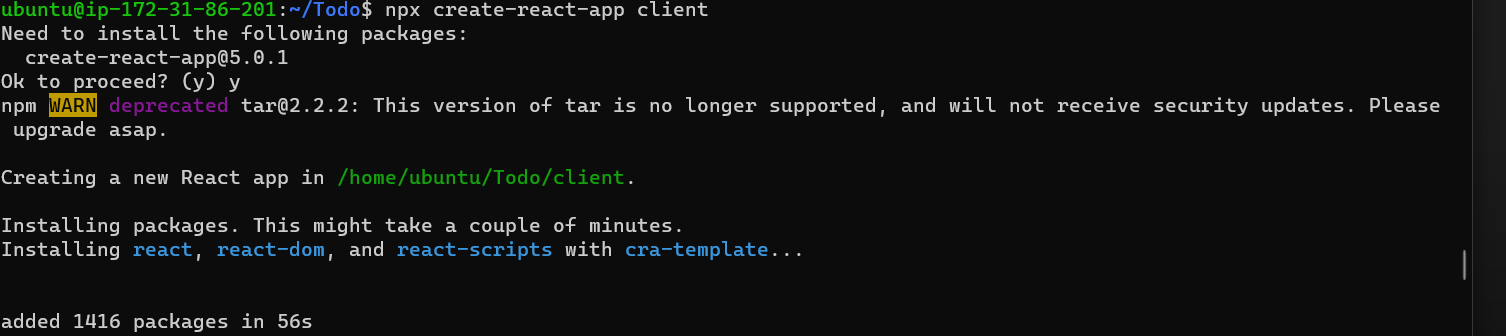 ubuntu@ip-172-31-86-201:~/Todo$ npx create-react-app client
Need to install the following packages:
  create-react-app@5.0.1
Ok to proceed? (y) y
npm WARN deprecated tar@2.2.2: This version of tar is no longer supported, and will not receive security updates. Please
 upgrade asap.
Creating a new React app in /home/ubuntu/Todo/client.
Installing packages. This might take a couple of minutes.
Installing react, react-dom, and react-scripts with cra-template...
added 1416 packages in 56s